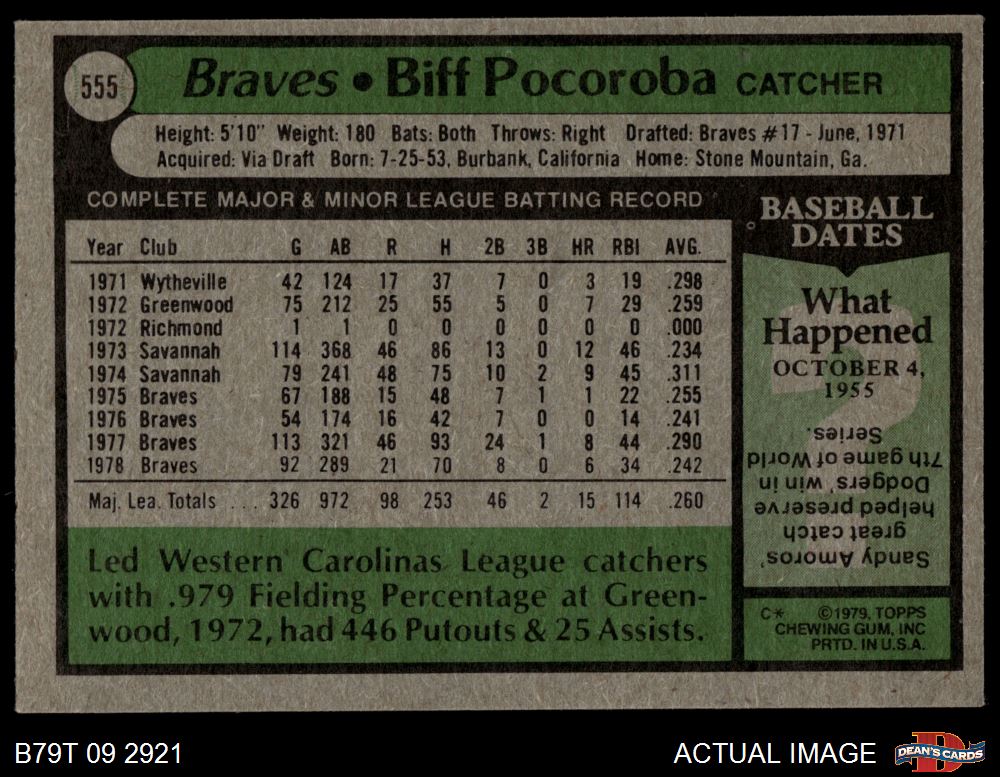 555
Braves • Biff Pocoroba CATCHER
Height: 5'10" Weight: 180 Bats: Both Throws: Right Drafted: Braves #17 - June, 1971
Acquired: Via Draft Born: 7-25-53, Burbank, California Home: Stone Mountain, Ga.
COMPLETE MAJOR & MINOR LEAGUE BATTING RECORD
Year Club G AB R H 2B 3B HR RBI AVG.
1971 Wytheville 42 124 17 37 7 0 3 19 .298
1972 Greenwood 75 212 25 55 5 0 7 29 .259
1972 Richmond 1 1 0 0 0 0 0 0 .000
1973 Savannah 114 368 46 86 13 0 12 46 .234
1974 Savannah 79 241 48 75 10 2 9 45 .311
1975 Braves 67 188 15 48 7 1 1 22 .255
1976 Braves 54 174 16 42 7 0 0 14 .241
1977 Braves 113 321 46 93 24 1 8 44 .290
1978 Braves 92 289 21 70 8 0 6 34 .242
Maj. Lea. Totals ... 326 972 98 253 46 2 15 114 .260
Led Western Carolinas League catchers
with .979 Fielding Percentage at Green-
wood, 1972, had 446 Putouts & 25 Assists.
BASEBALL
DATES
What
Happened
OCTOBER 4,
1955
Sandy Amoros'
great catch
helped preserve
Dodgers' win in
7th game of World
Series.
C* ©1979, TOPPS
CHEWING GUM, INC
PRTD. IN U.S.A.
B79T 09 2921
ACTUAL IMAGE
DEAN'S CARDS